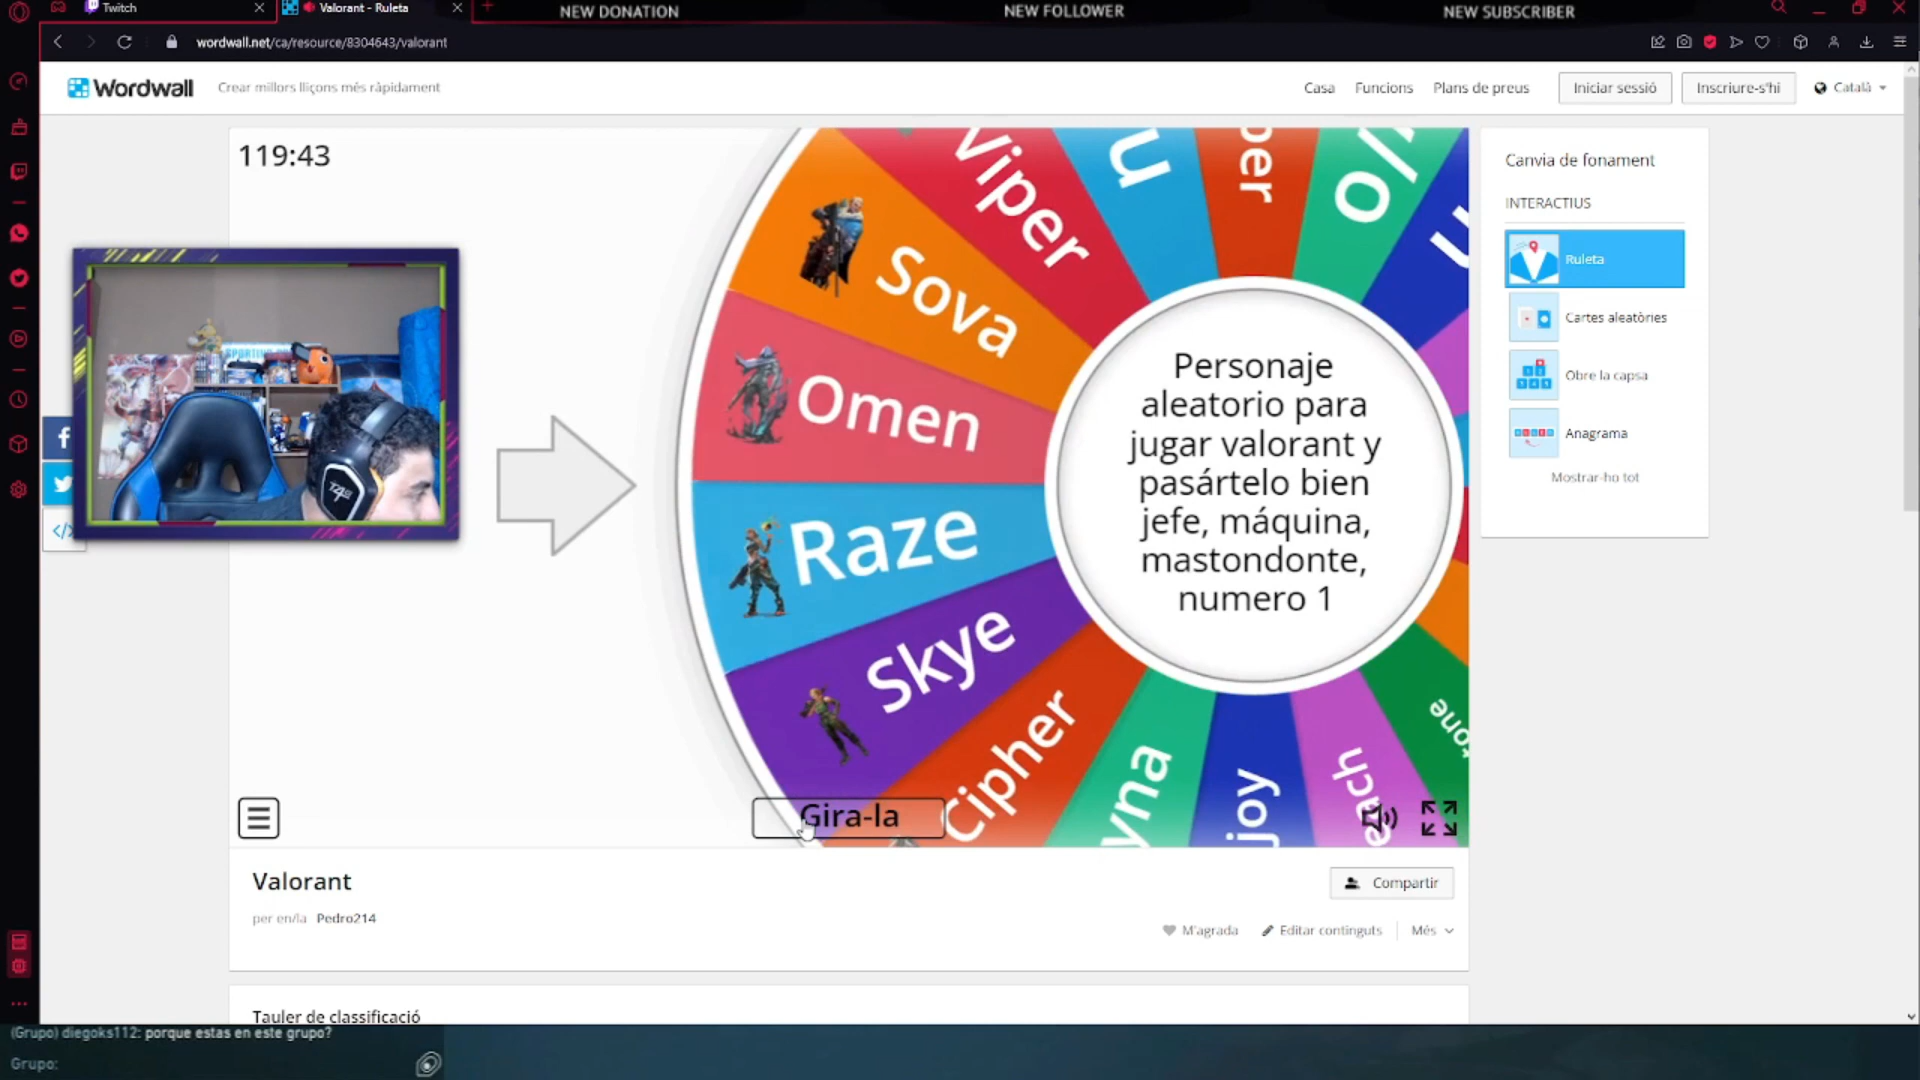 Twitch
Valorant - Ruleta
NEW DONATION
NEW FOLLOWER
NEW SUBSCRIBER
wordwall.net/ca/resource/8304643/valorant
Wordwall
Crear millors lliçons més ràpidament
Casa
Funcions
Plans de preus
Iniciar sessió
Inscriure-s'hi
Català
119:43
Viper
Sova
Omen
Raze
Skye
Cipher
Personaje
aleatorio para
jugar valorant y
pasártelo bien
jefe, máquina,
mastondonte,
numero 1
Canvia de fonament
INTERACTIUS
Ruleta
Cartes aleatòries
Obre la capsa
Anagrama
Mostrar-ho tot
yna
joy
each
Gira-la
Valorant
per en/la Pedro214
Compartir
M'agrada
Editar continguts
Més
Tauler de classificació
(Grupo) diegoks112: porque estas en este grupo?
Grupo: